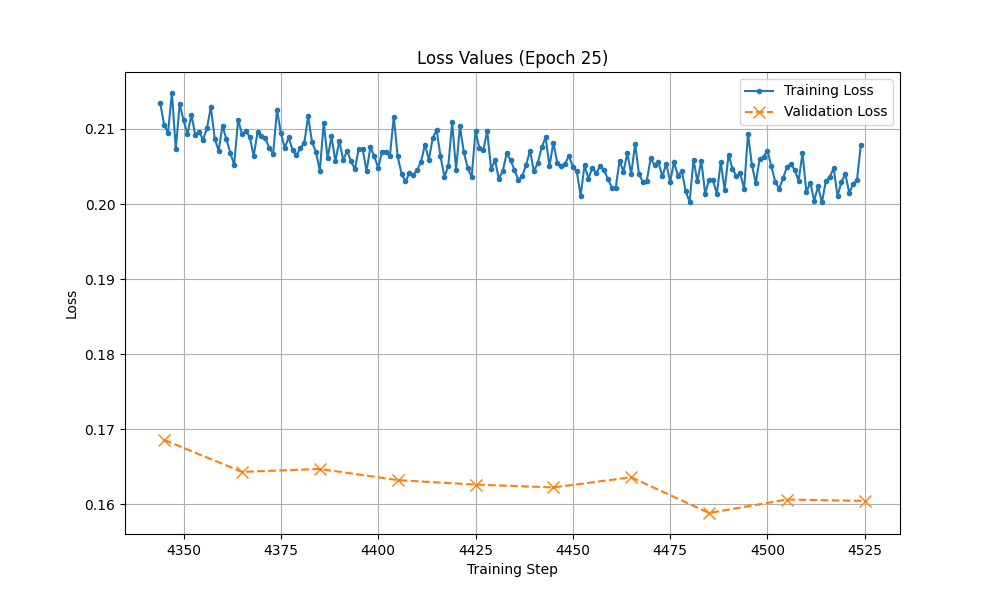 Loss Values (Epoch 25)
Training Loss
Validation Loss
0.21
0.20
0.19
0.18
0.17
0.16
Loss
4350 4375 4400 4425 4450 4475 4500 4525
Training Step